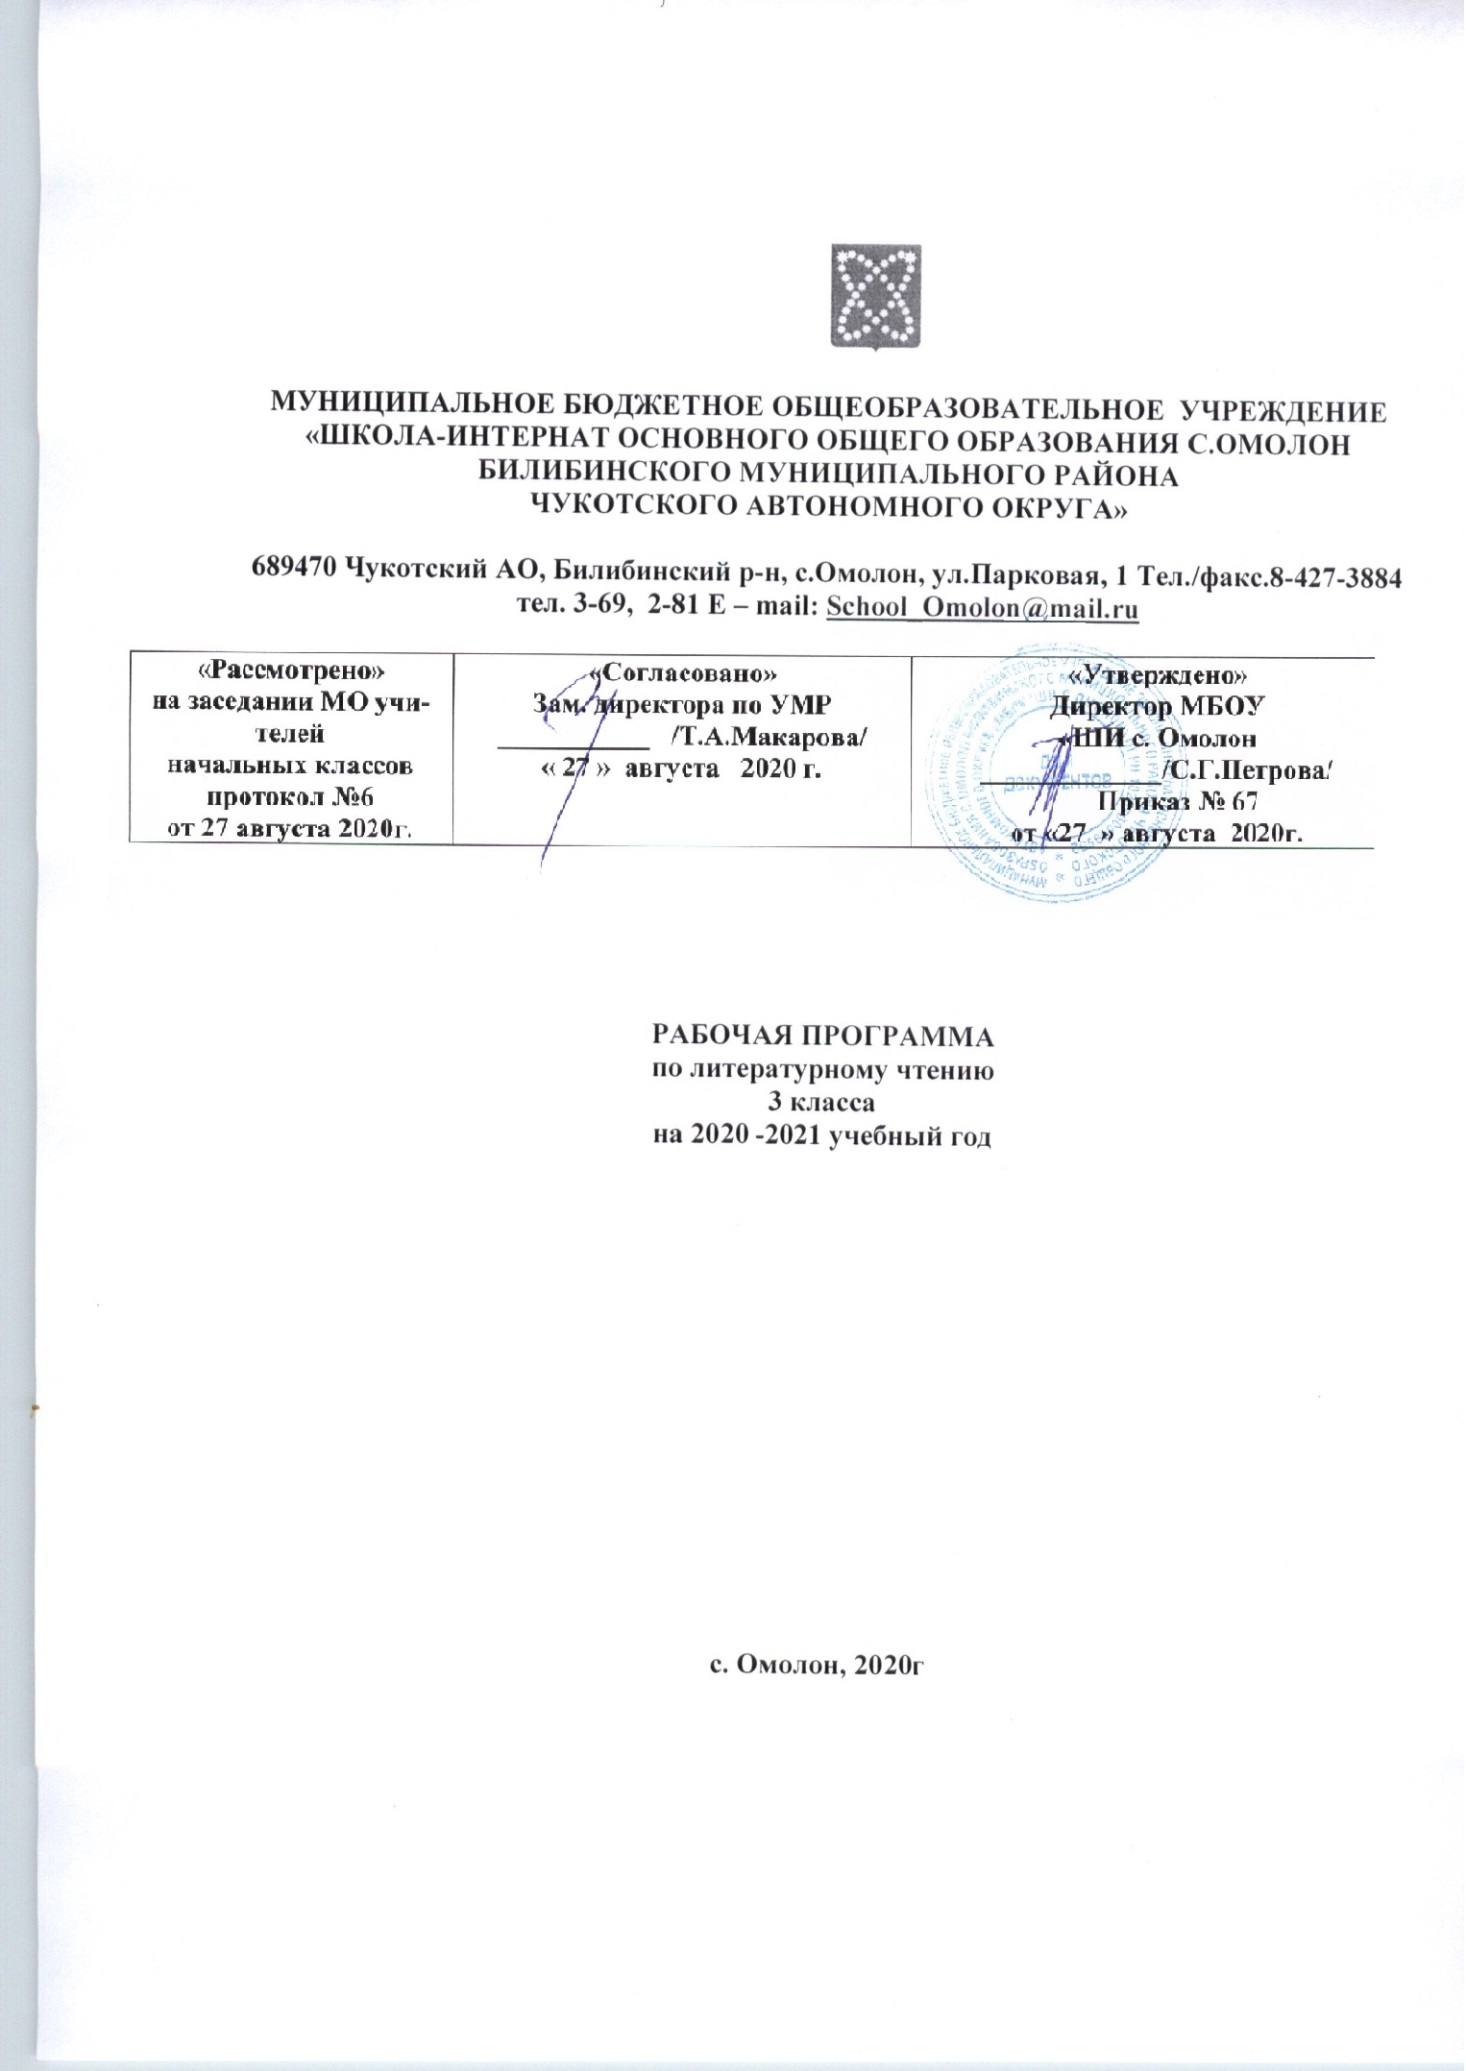 МУНИЦИПАЛЬНОЕ БЮДЖЕТНОЕ ОБЩЕОБРАЗОВАТЕЛЬНОЕ УЧРЕЖДЕНИЕ
«ШКОЛА-ИНТЕРНАТ ОСНОВНОГО ОБЩЕГО ОБРАЗОВАНИЯ С.ОМОЛОН
БИЛИБИНСКОГО МУНИЦИПАЛЬНОГО РАЙОНА
ЧУКОТСКОГО АВТОНОМНОГО ОКРУГА»
689470 Чукотский АО, Билибинский р-н, с.Омолон, ул.Парковая, 1 Тел./факс.8-427-3884
тел. 3-69, 2-81 E – mail: School_Omolon@mail.ru
«Рассмотрено»
на заседании МО учи-
телей
начальных классов
протокол №6
от 27 августа 2020г.
«Согласовано»
Зам. директора по УМР
___________ /Т.А.Макарова/
« 27 » августа 2020 г.
«Утверждено»
Директор МБОУ
«ШИ с. Омолон
_____________/С.Г.Петрова/
Приказ № 67
от «27 » августа 2020г.
РАБОЧАЯ ПРОГРАММА
по литературному чтению
3 класса
на 2020 -2021 учебный год
с. Омолон, 2020г